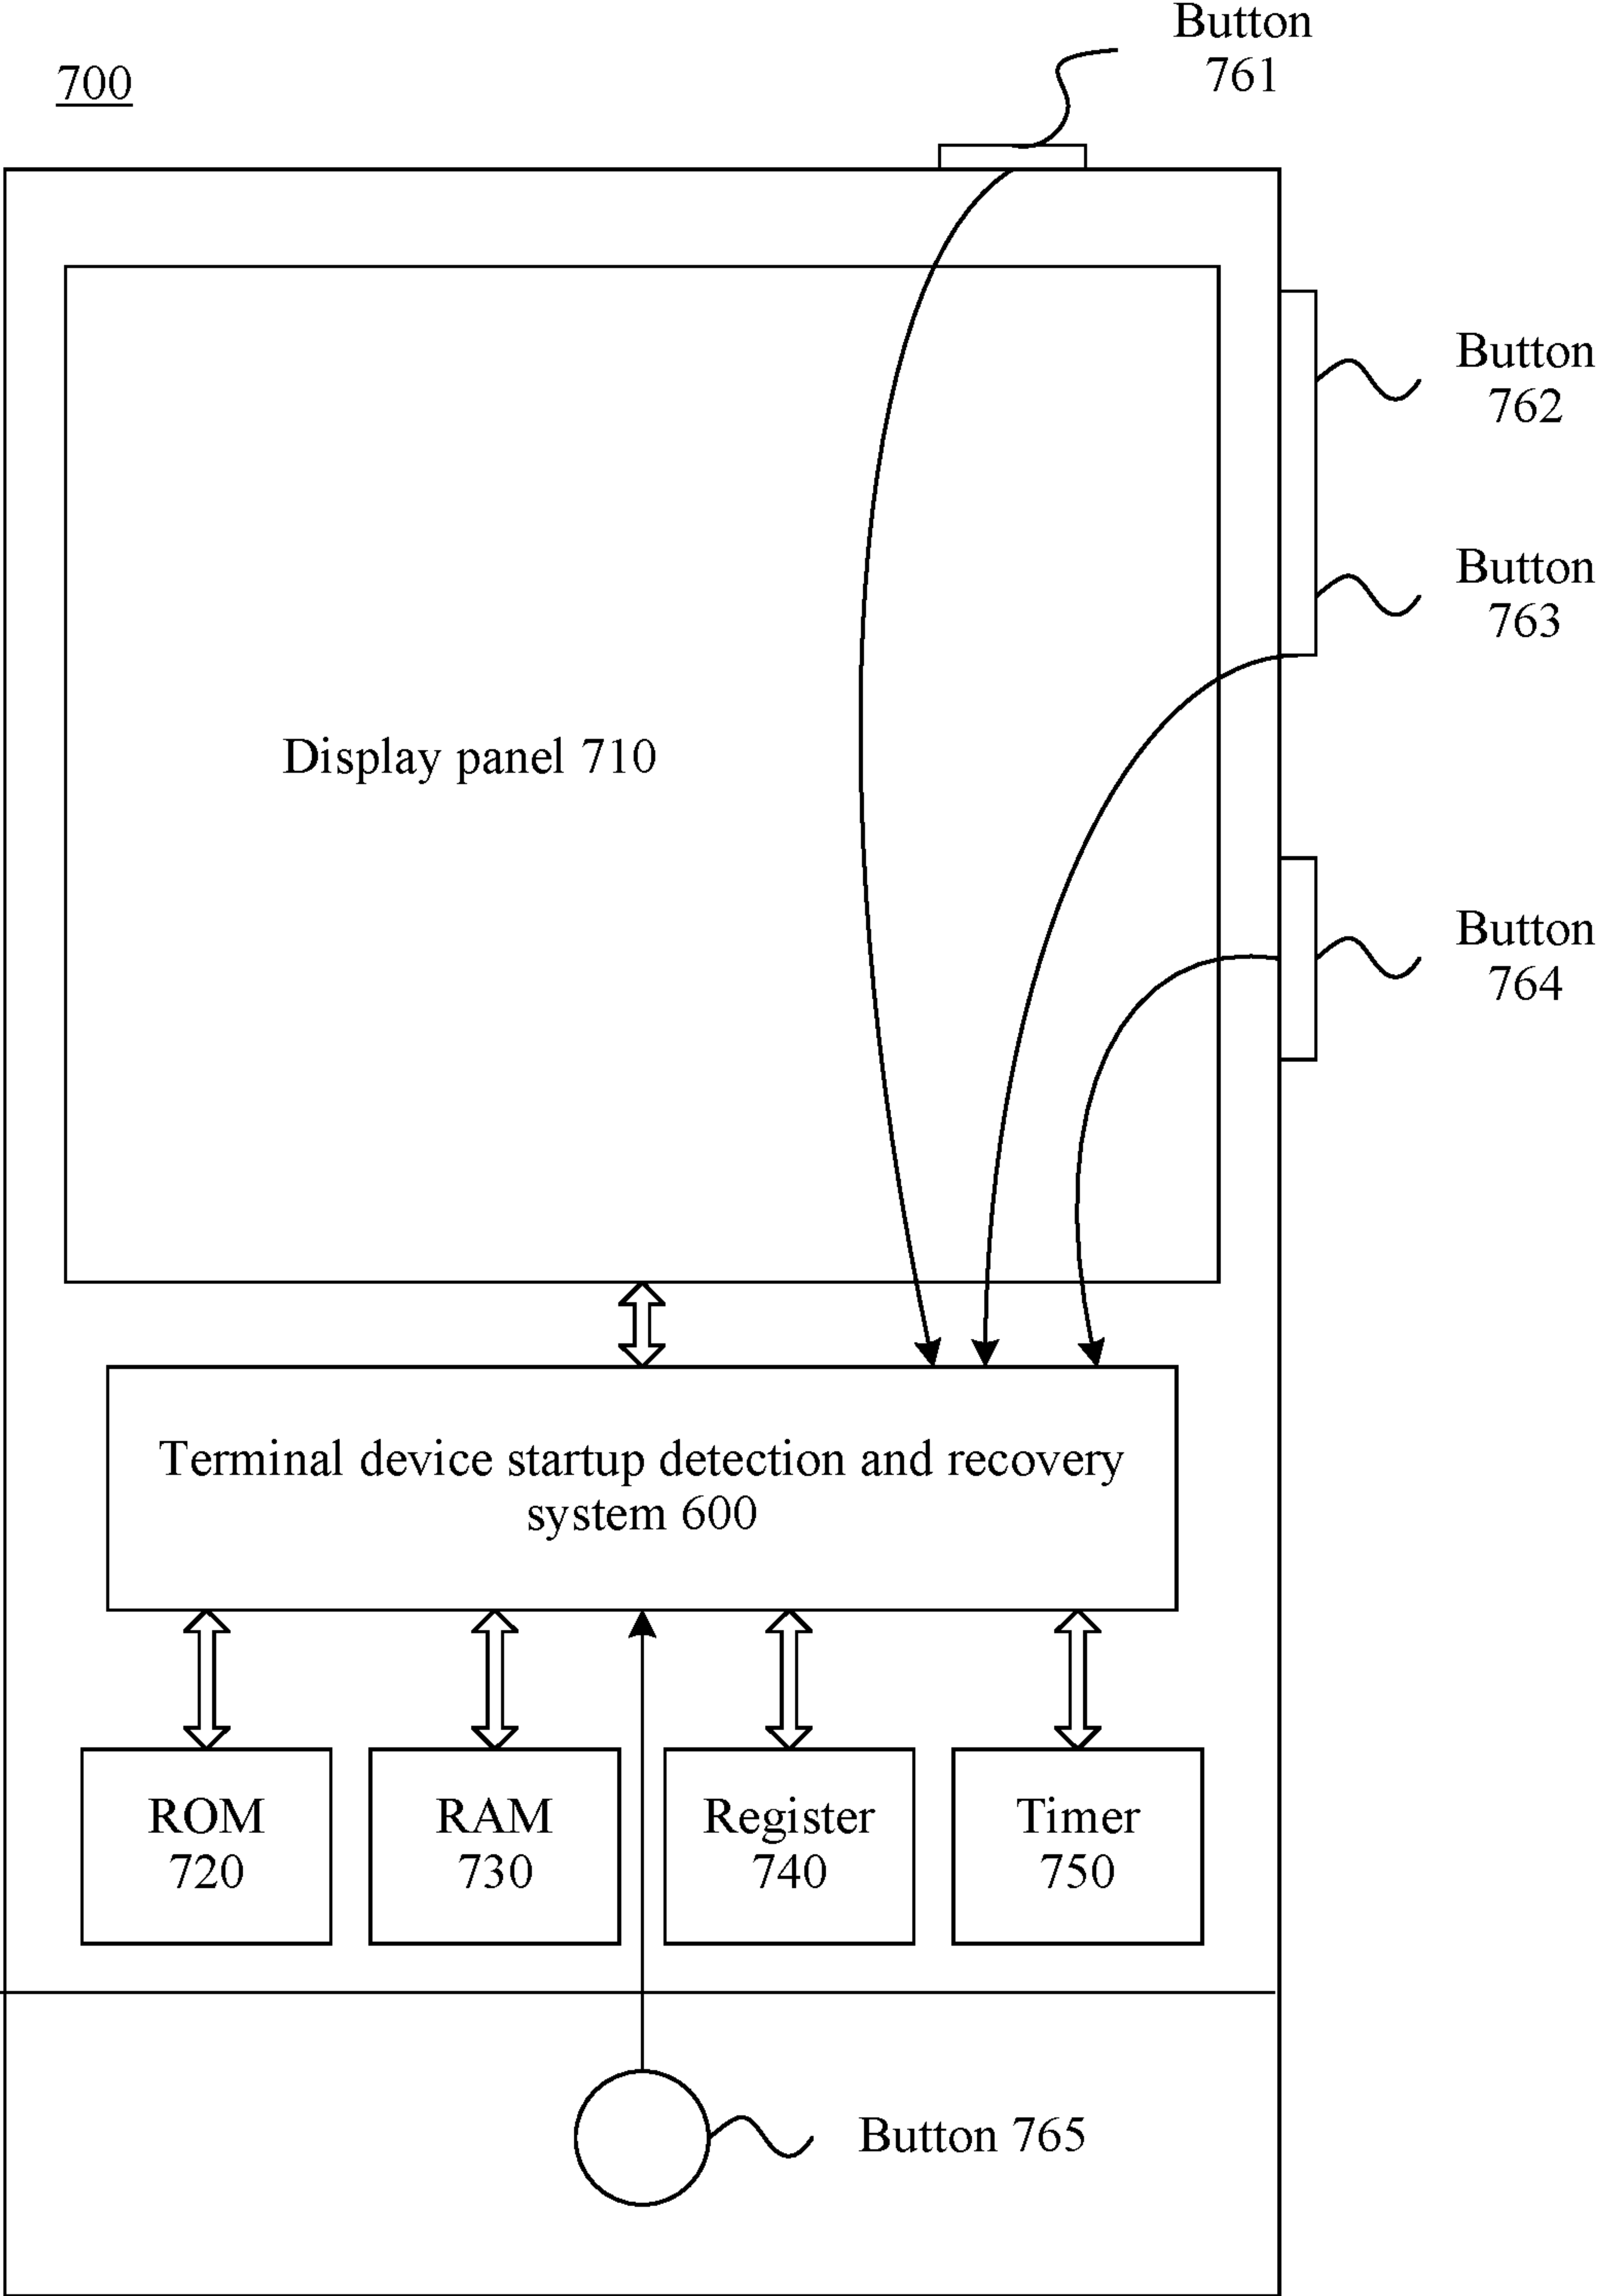 Button
761
700
Button
762
Button
763
Display panel 710
Button
764
Terminal device startup detection and recovery
system 600
ROM
720
RAM
730
Register
740
Timer
750
Button 765